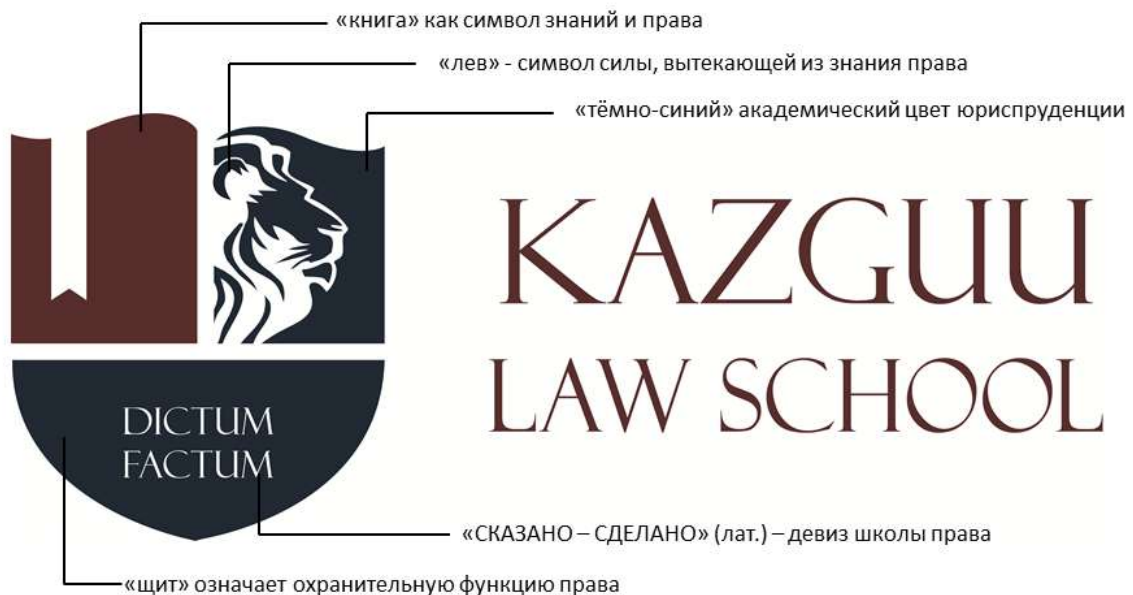 «книга» как символ знаний и права
«лев» - символ силы, вытекающей из знания права
«тёмно-синий» академический цвет юриспруденции
KAZGUU
LAW SCHOOL
DICTUM
FACTUM
«СКАЗАНО – СДЕЛАНО» (лат.) – девиз школы права
«щит» означает охранительную функцию права